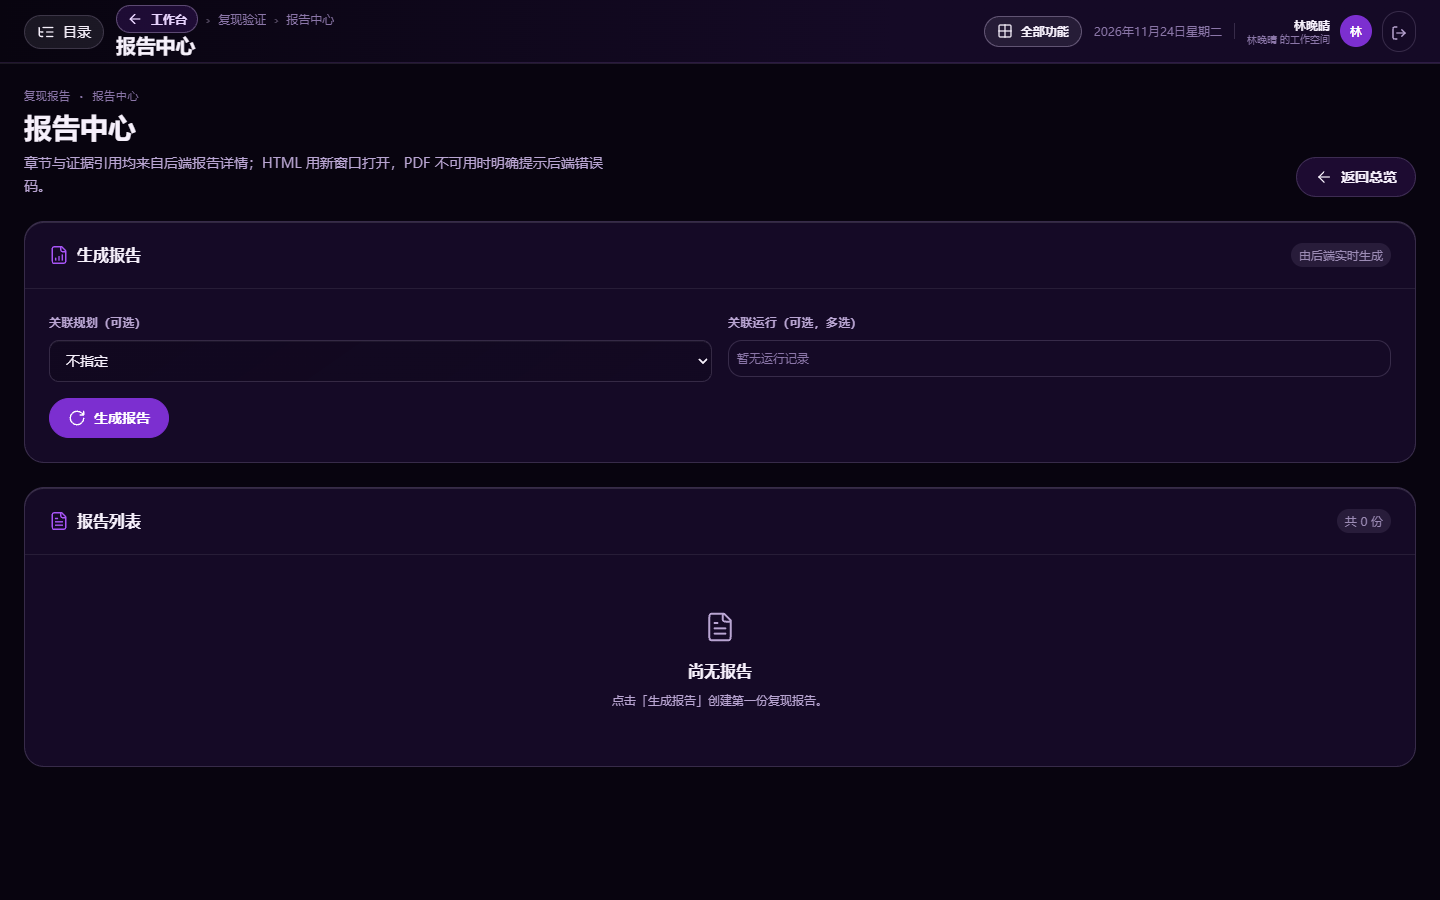 目录
工作台 › 复现验证 › 报告中心
报告中心
全部功能
2026年11月24日星期二
林晚晴
林晚晴 的工作空间
林
复现报告 · 报告中心
报告中心
章节与证据引用均来自后端报告详情；HTML 用新窗口打开，PDF 不可用时明确提示后端错误
码。
返回总览
生成报告
由后端实时生成
关联规划（可选）
不指定
关联运行（可选，多选）
暂无运行记录
生成报告
报告列表
共 0 份
尚无报告
点击「生成报告」创建第一份复现报告。